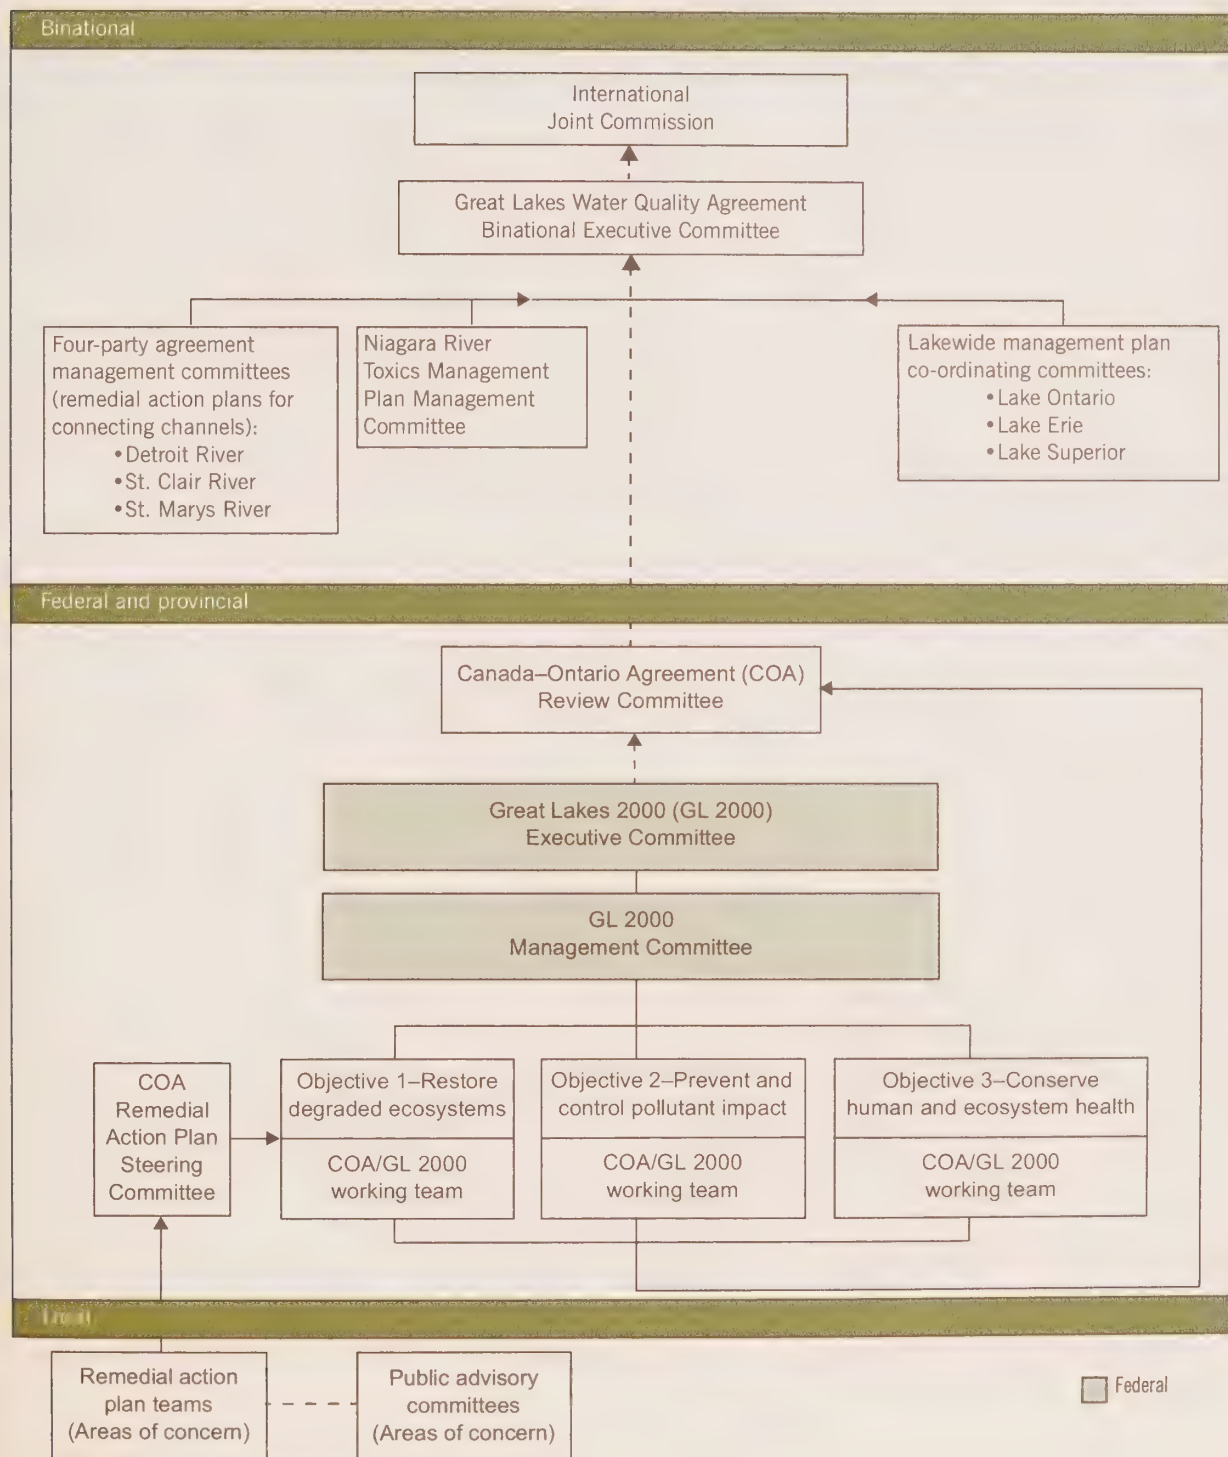 Binational
International
Joint Commission
Great Lakes Water Quality Agreement
Binational Executive Committee
Four-party agreement
management committees
(remedial action plans for
connecting channels):
•Detroit River
•St. Clair River
•St. Marys River
Niagara River
Toxics Management
Plan Management
Committee
Lakewide management plan
co-ordinating committees:
•Lake Ontario
•Lake Erie
•Lake Superior
Federal and provincial
Canada–Ontario Agreement (COA)
Review Committee
Great Lakes 2000 (GL 2000)
Executive Committee
GL 2000
Management Committee
COA
Remedial
Action Plan
Steering
Committee
Objective 1–Restore
degraded ecosystems
COA/GL 2000
working team
Objective 2–Prevent and
control pollutant impact
COA/GL 2000
working team
Objective 3–Conserve
human and ecosystem health
COA/GL 2000
working team
Remedial action
plan teams
(Areas of concern)
Public advisory
committees
(Areas of concern)
Federal